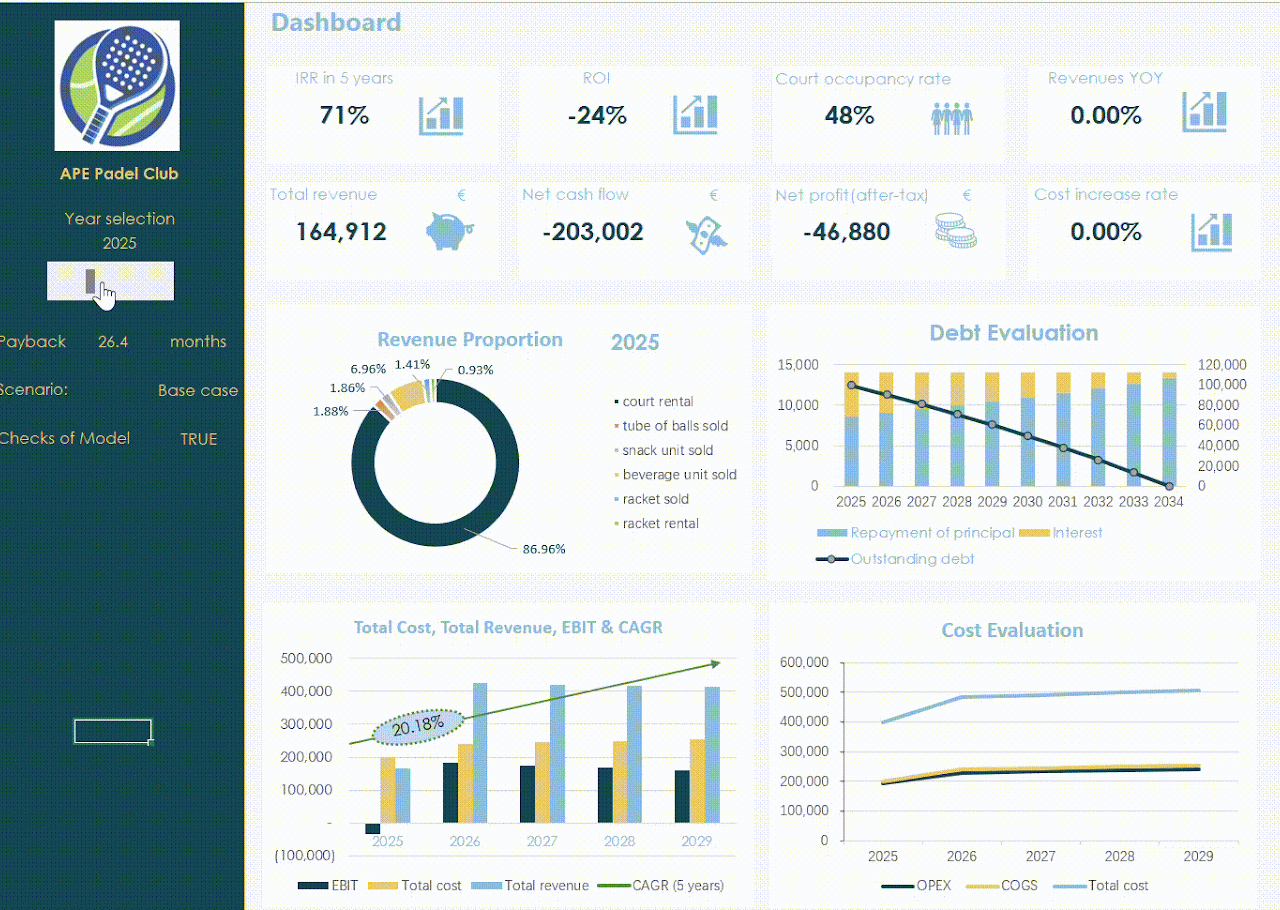 Dashboard
APE Padel Club
Year selection
2025
Payback 26.4 months
Scenario: Base case
Checks of Model TRUE
IRR in 5 years
71%
ROI
-24%
Court occupancy rate
48%
Revenues YOY
0.00%
Total revenue €
164,912
Net cash flow €
-203,002
Net profit(after-tax) €
-46,880
Cost increase rate
0.00%
Revenue Proportion 2025
6.96% 1.41% 0.93%
1.86%
1.88%
86.96%
court rental
tube of balls sold
snack unit sold
beverage unit sold
racket sold
racket rental
Debt Evaluation
15,000 120,000
100,000
10,000 80,000
60,000
5,000 40,000
20,000
0 0
2025 2026 2027 2028 2029 2030 2031 2032 2033 2034
Repayment of principal Interest
Outstanding debt
Total Cost, Total Revenue, EBIT & CAGR
500,000
400,000
300,000
200,000
100,000
-
(100,000)
20.18%
2025 2026 2027 2028 2029
EBIT Total cost Total revenue CAGR (5 years)
Cost Evaluation
600,000
500,000
400,000
300,000
200,000
100,000
0
2025 2026 2027 2028 2029
OPEX COGS Total cost